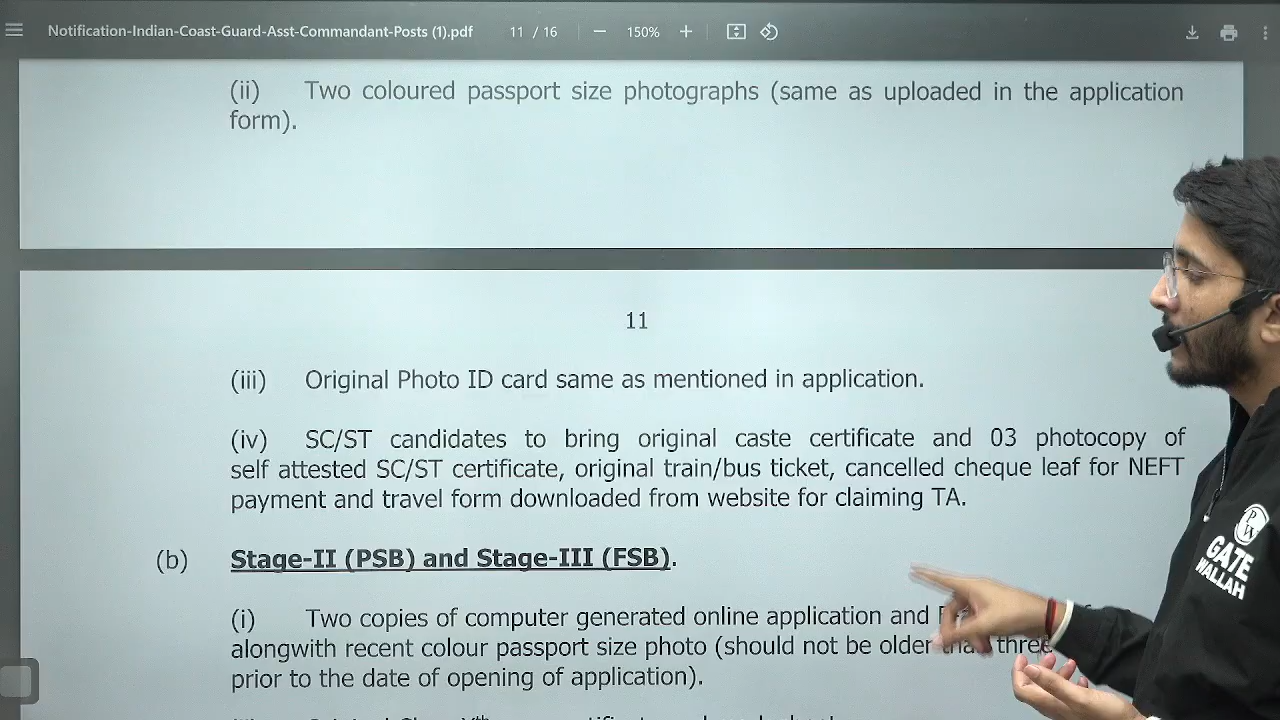 Notification-Indian-Coast-Guard-Asst-Commandant-Posts (1).pdf 11 / 16 150%
(ii) Two coloured passport size photographs (same as uploaded in the application
form).
11
(iii) Original Photo ID card same as mentioned in application.
(iv) SC/ST candidates to bring original caste certificate and 03 photocopy of
self attested SC/ST certificate, original train/bus ticket, cancelled cheque leaf for NEFT
payment and travel form downloaded from website for claiming TA.
(b) Stage-II (PSB) and Stage-III (FSB).
(i) Two copies of computer generated online application and
alongwith recent colour passport size photo (should not be older than three
prior to the date of opening of application).
PW
GATE
WALLAH